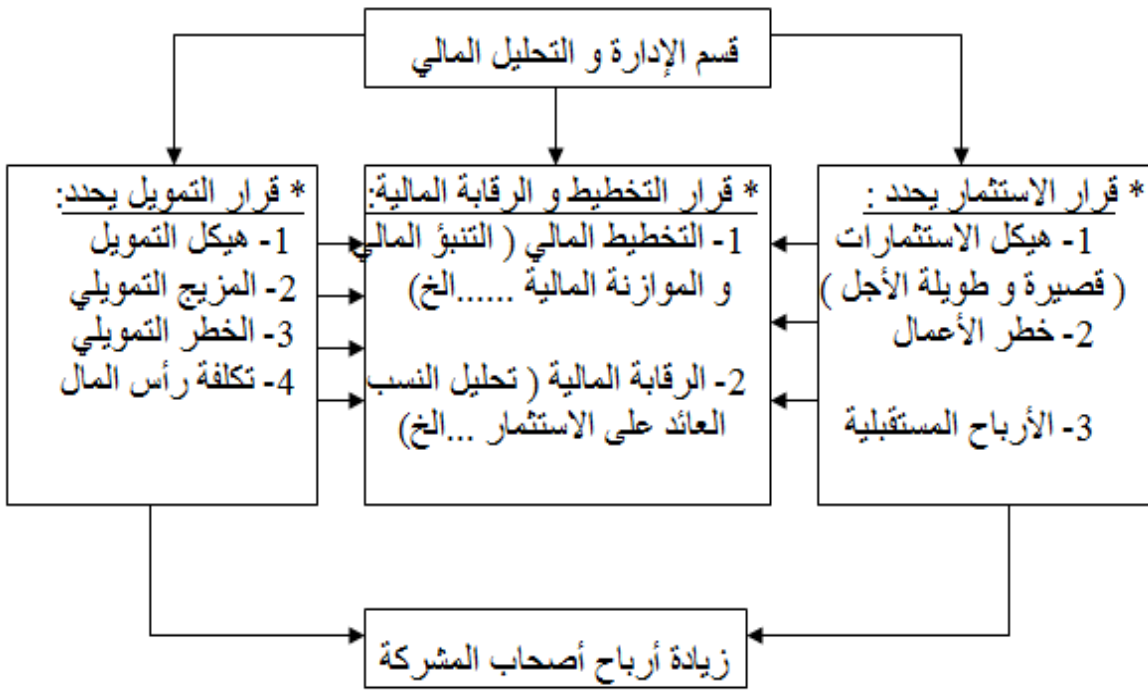 قسم الإدارة و التحليل المالي
* قرار الاستثمار يحدد :
1- هيكل الاستثمارات
( قصيرة و طويلة الأجل )
2- خطر الأعمال
3- الأرباح المستقبلية
* قرار التخطيط و الرقابة المالية:
1- التخطيط المالي ( التنبؤ المالي
و الموازنة المالية ......الخ)
2- الرقابة المالية ( تحليل النسب
العائد على الاستثمار ...الخ)
* قرار التمويل يحدد:
1- هيكل التمويل
2- المزيج التمويلي
3- الخطر التمويلي
4- تكلفة رأس المال
زيادة أرباح أصحاب المشركة